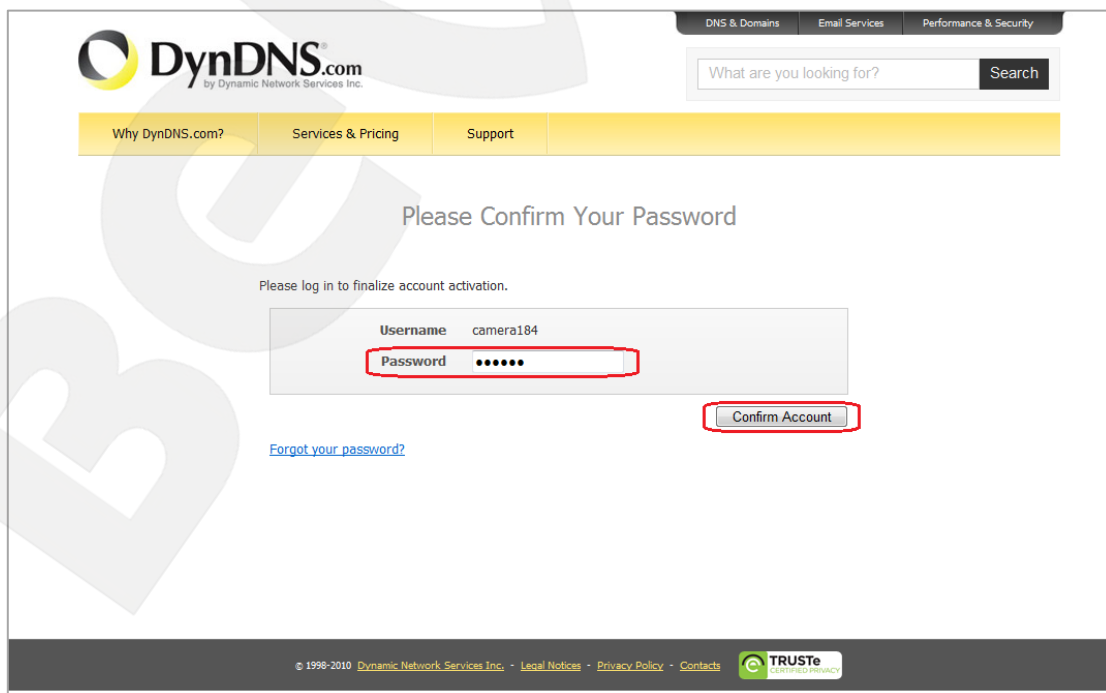 DNS & Domains Email Services Performance & Security
DynDNS.com
by Dynamic Network Services Inc.
What are you looking for? Search
Why DynDNS.com? Services & Pricing Support
Please Confirm Your Password
Please log in to finalize account activation.
Username camera184
Password ••••••
Confirm Account
Forgot your password?
© 1998-2010 Dynamic Network Services Inc. - Legal Notices - Privacy Policy - Contacts
TRUSTe
CERTIFIED PRIVACY